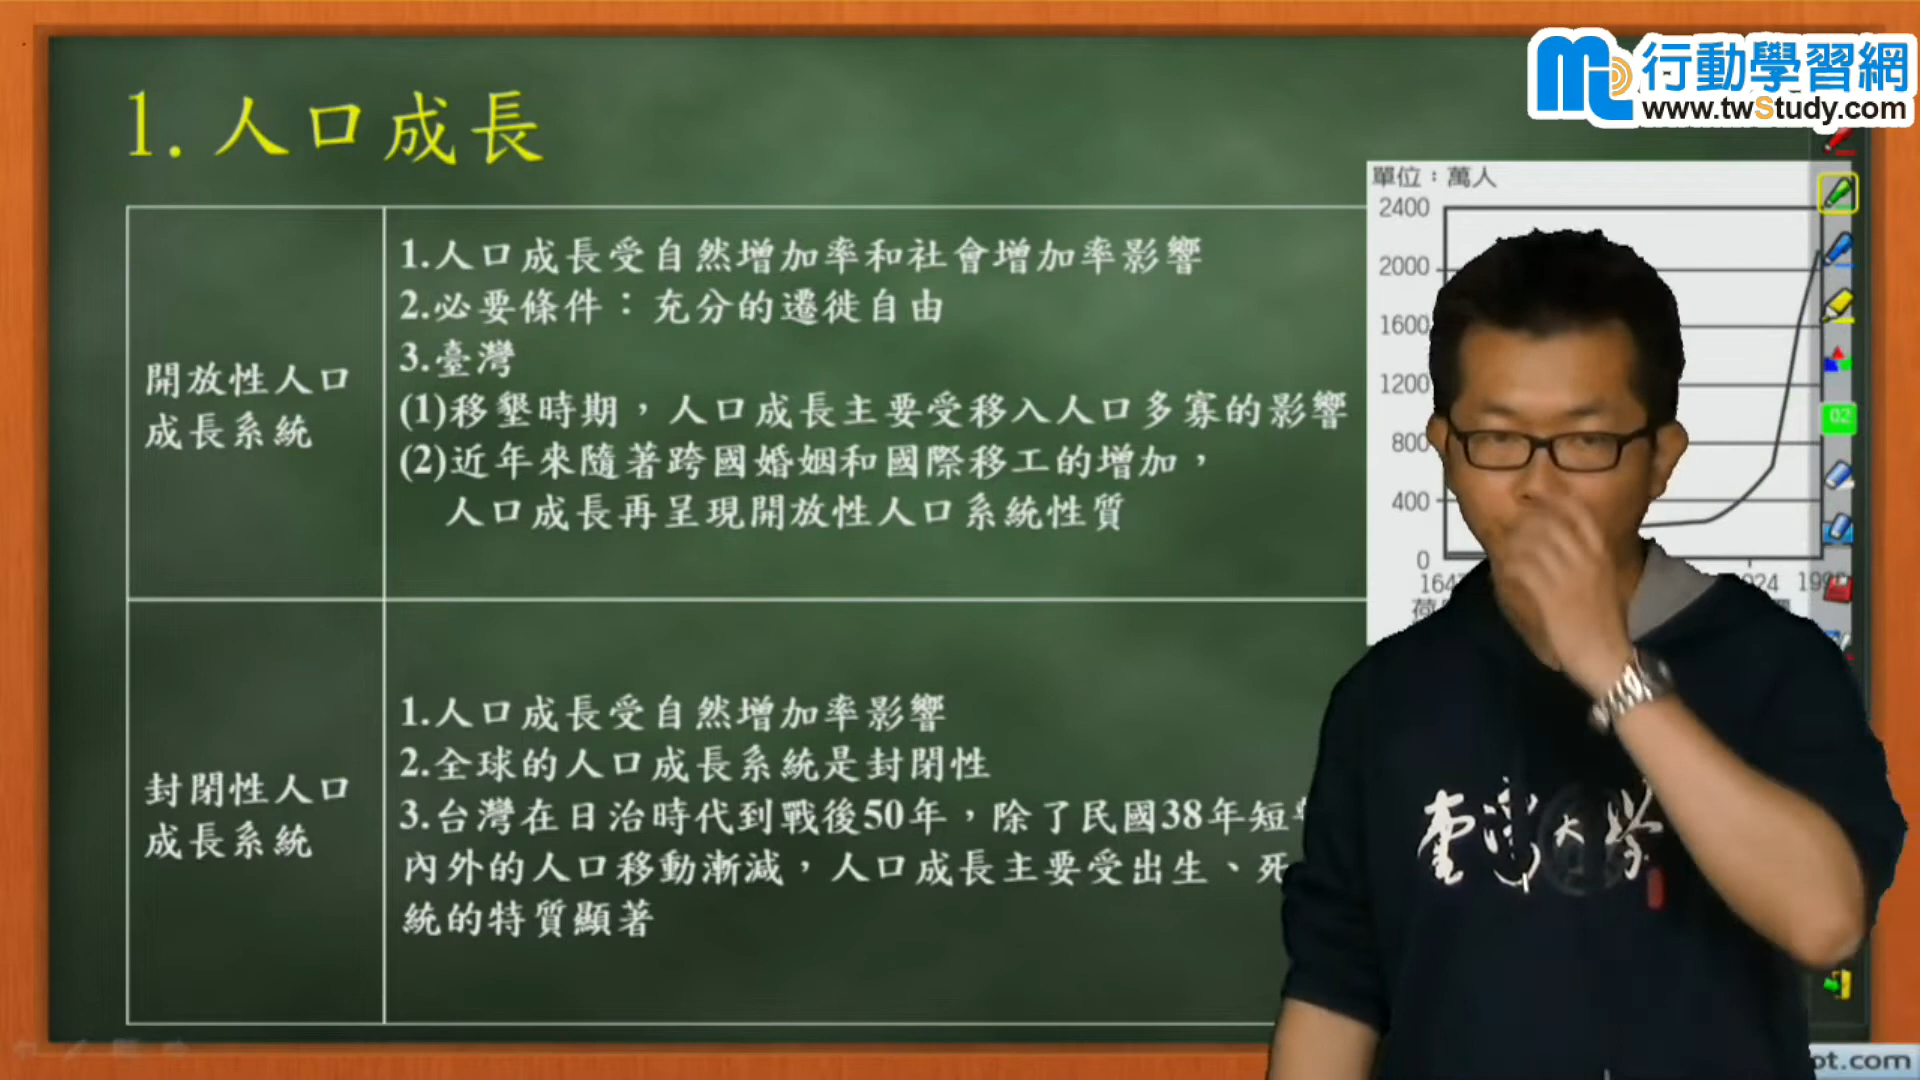 行動學習網
www.twStudy.com
1.人口成長
開放性人口
成長系統
1.人口成長受自然增加率和社會增加率影響
2.必要條件：充分的遷徙自由
3.臺灣
(1)移墾時期，人口成長主要受移入人口多寡的影響
(2)近年來隨著跨國婚姻和國際移工的增加，
人口成長再呈現開放性人口系統性質
封閉性人口
成長系統
1.人口成長受自然增加率影響
2.全球的人口成長系統是封閉性
3.台灣在日治時代到戰後50年，除了民國38年短
內外的人口移動漸減，人口成長主要受出生、死
統的特質顯著
單位：萬人
2400
2000
1600
1200
800
400
0
02
臺灣大學
ot.com